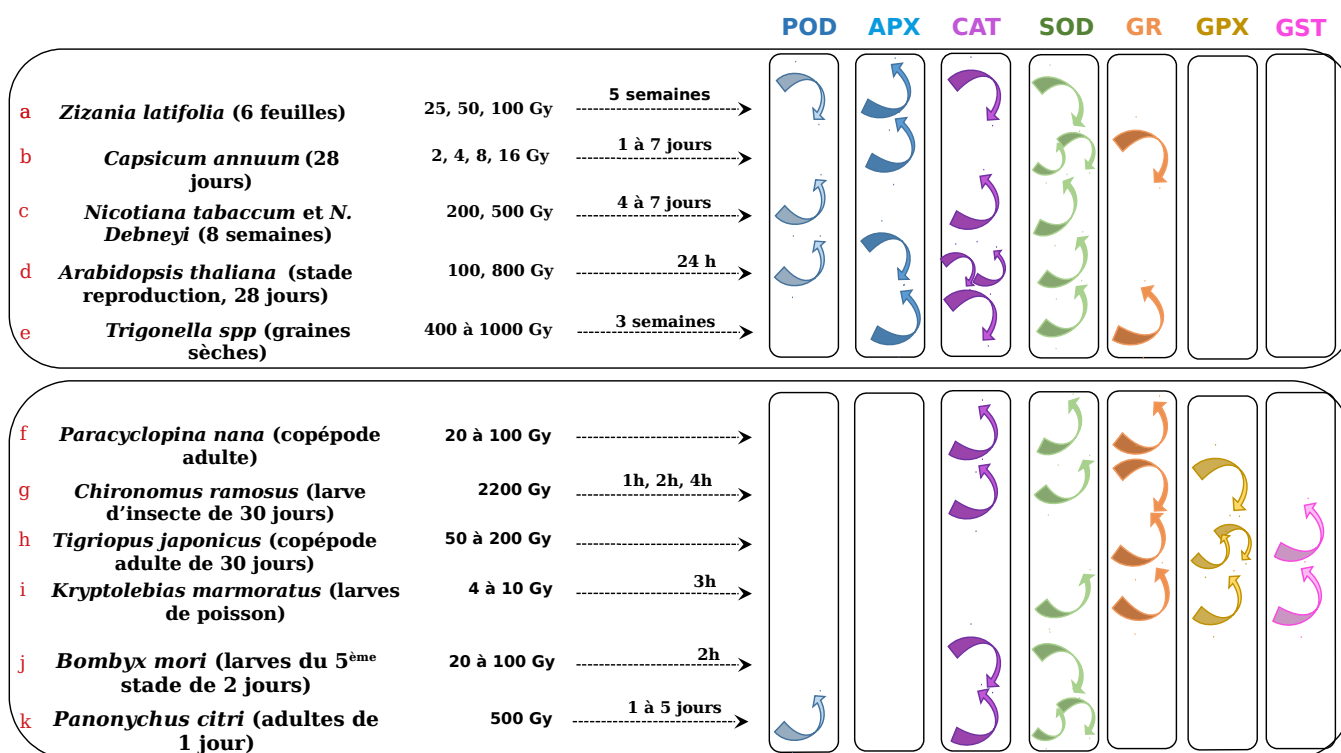 POD APX CAT SOD GR GPX GST
a Zizania latifolia (6 feuilles) 25, 50, 100 Gy 5 semaines
b Capsicum annuum (28 jours) 2, 4, 8, 16 Gy 1 à 7 jours
c Nicotiana tabaccum et N. Debneyi (8 semaines) 200, 500 Gy 4 à 7 jours
d Arabidopsis thaliana (stade reproduction, 28 jours) 100, 800 Gy 24 h
e Trigonella spp (graines sèches) 400 à 1000 Gy 3 semaines
f Paracyclopina nana (copépode adulte) 20 à 100 Gy
g Chironomus ramosus (larve d’insecte de 30 jours) 2200 Gy 1h, 2h, 4h
h Tigriopus japonicus (copépode adulte de 30 jours) 50 à 200 Gy
i Kryptolebias marmoratus (larves de poisson) 4 à 10 Gy 3h
j Bombyx mori (larves du 5ème stade de 2 jours) 20 à 100 Gy 2h
k Panonychus citri (adultes de 1 jour) 500 Gy 1 à 5 jours